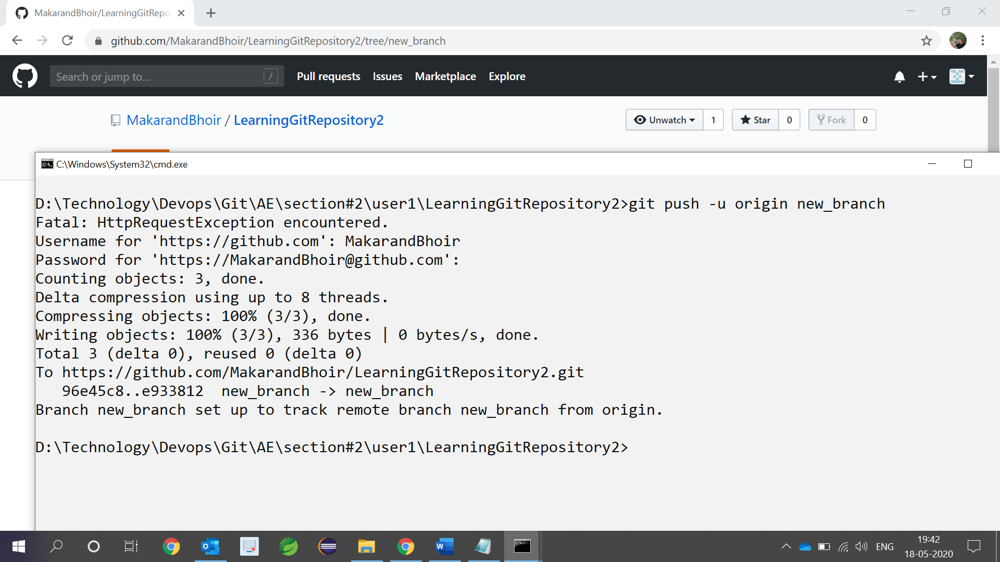 MakarandBhoir/LearningGitRepo
github.com/MakarandBhoir/LearningGitRepository2/tree/new_branch
Search or jump to... /
Pull requests Issues Marketplace Explore
MakarandBhoir / LearningGitRepository2
Unwatch 1 Star 0 Fork 0
C:\Windows\System32\cmd.exe
D:\Technology\Devops\Git\AE\section#2\user1\LearningGitRepository2>git push -u origin new_branch
Fatal: HttpRequestException encountered.
Username for 'https://github.com': MakarandBhoir
Password for 'https://MakarandBhoir@github.com':
Counting objects: 3, done.
Delta compression using up to 8 threads.
Compressing objects: 100% (3/3), done.
Writing objects: 100% (3/3), 336 bytes | 0 bytes/s, done.
Total 3 (delta 0), reused 0 (delta 0)
To https://github.com/MakarandBhoir/LearningGitRepository2.git
   96e45c8..e933812  new_branch -> new_branch
Branch new_branch set up to track remote branch new_branch from origin.
D:\Technology\Devops\Git\AE\section#2\user1\LearningGitRepository2>
ENG
19:42
18-05-2020